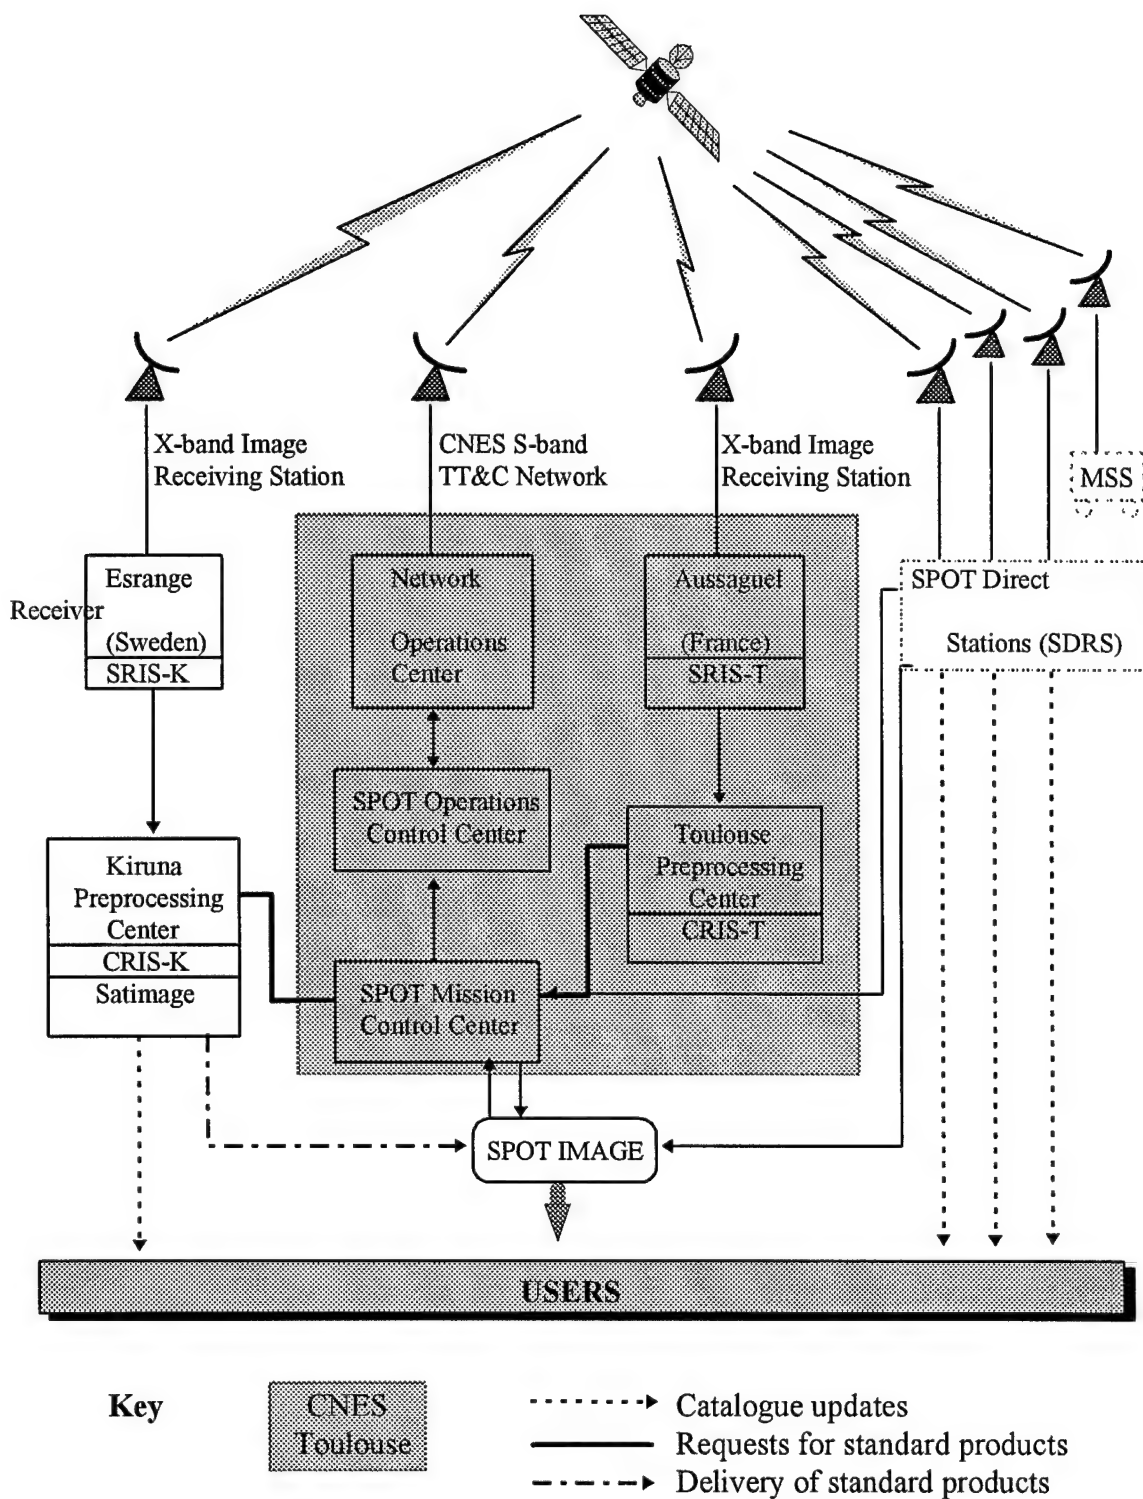 X-band Image
Receiving Station
CNES S-band
TT&C Network
X-band Image
Receiving Station
MSS
Esrange
Receiver
(Sweden)
SRIS-K
Network
Operations
Center
Aussaguel
(France)
SRIS-T
SPOT Direct
Stations (SDRS)
SPOT Operations
Control Center
Toulouse
Preprocessing
Center
CRIS-T
Kiruna
Preprocessing
Center
CRIS-K
Satimage
SPOT Mission
Control Center
SPOT IMAGE
USERS
Key
CNES
Toulouse
Catalogue updates
Requests for standard products
Delivery of standard products